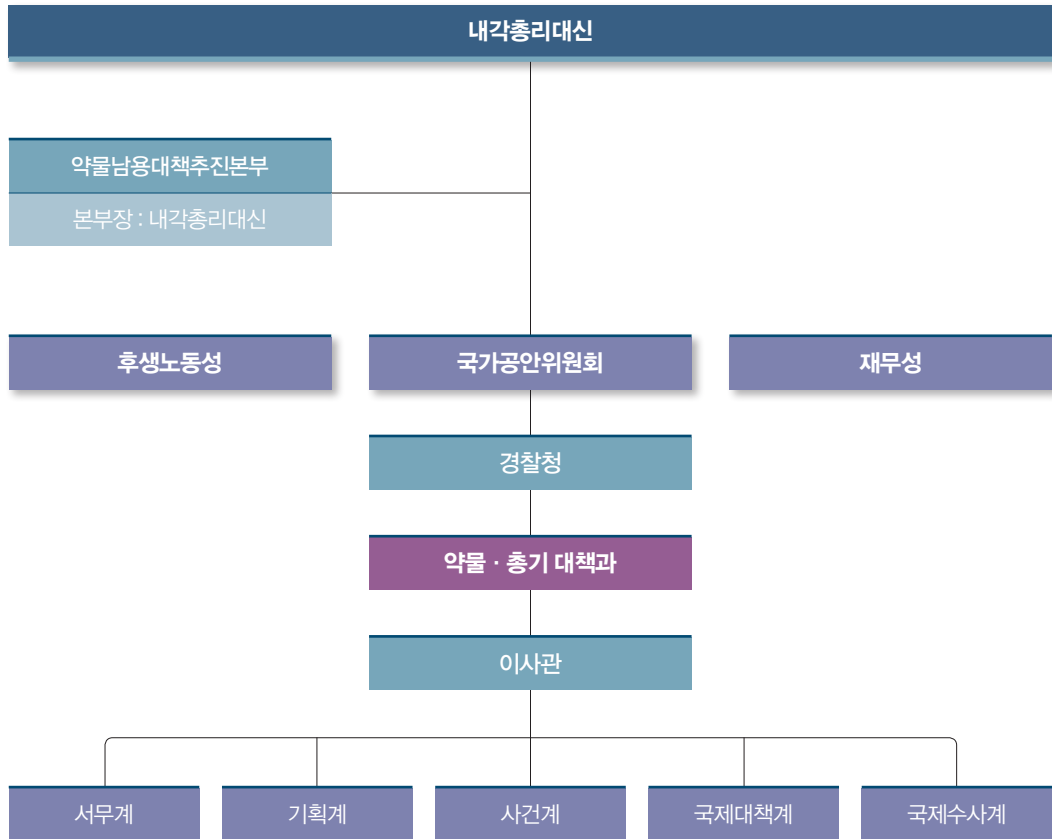 내각총리대신
약물남용대책추진본부
본부장 : 내각총리대신
후생노동성
국가공안위원회
재무성
경찰청
약물 · 총기 대책과
이사관
서무계
기획계
사건계
국제대책계
국제수사계